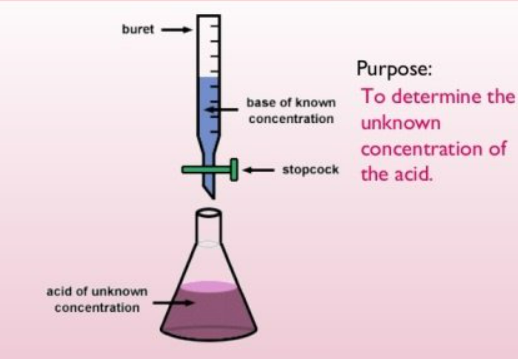 buret
Purpose:
To determine the
unknown
concentration of
the acid.
base of known
concentration
stopcock
acid of unknown
concentration